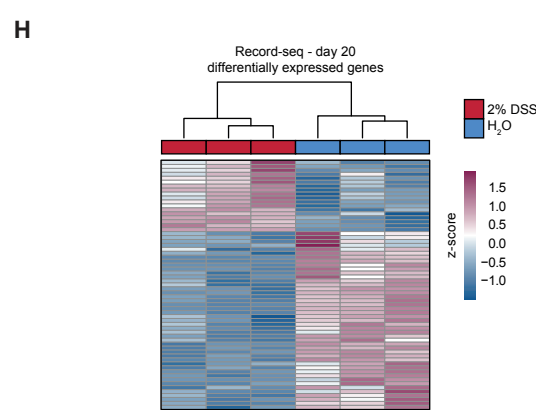 H
Record-seq - day 20
differentially expressed genes
2% DSS
H₂O
z-score
1.5
1.0
0.5
0.0
−0.5
−1.0